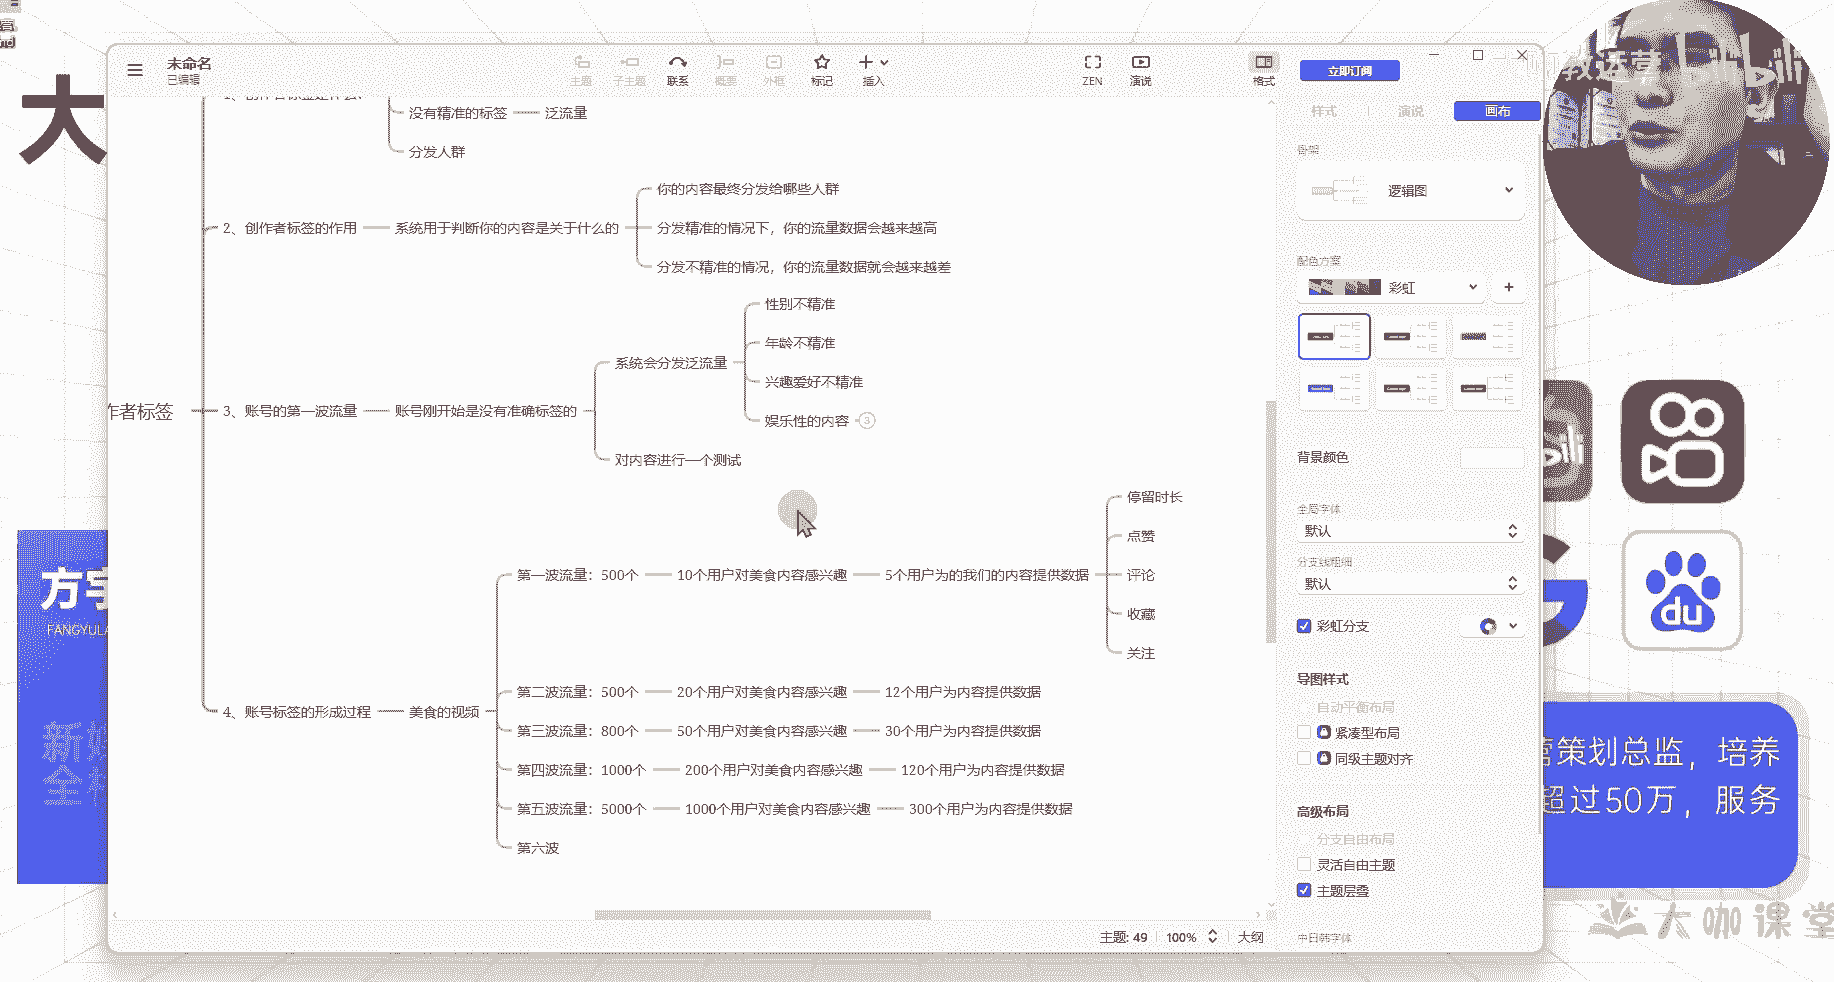 大
未命名
已编辑
主题
子主题
联系
概要
外框
标记
插入
ZEN
演说
格式
立即订阅
教运营
样式
演说
画布
没有精准的标签
泛流量
分发人群
2、创作者标签的作用
系统用于判断你的内容是关于什么的
你的内容最终分发给哪些人群
分发精准的情况下，你的流量数据会越来越高
分发不精准的情况，你的流量数据就会越来越差
作者标签
3、账号的第一波流量
账号刚开始是没有准确标签的
系统会分发泛流量
性别不精准
年龄不精准
兴趣爱好不精准
娱乐性的内容
3
对内容进行一个测试
4、账号标签的形成过程
美食的视频
第一波流量：500个
10个用户对美食内容感兴趣
5个用户为的我们的内容提供数据
停留时长
点赞
评论
收藏
关注
第二波流量：500个
20个用户对美食内容感兴趣
12个用户为内容提供数据
第三波流量：800个
50个用户对美食内容感兴趣
30个用户为内容提供数据
第四波流量：1000个
200个用户对美食内容感兴趣
120个用户为内容提供数据
第五波流量：5000个
1000个用户对美食内容感兴趣
300个用户为内容提供数据
第六波
骨架
逻辑图
配色方案
彩虹
背景颜色
全局字体
默认
分支线粗细
默认
彩虹分支
导图样式
自动平衡布局
紧凑型布局
同级主题对齐
高级布局
分支自由布局
灵活自由主题
主题层叠
中日韩字体
主题: 49
100%
大纲
方宇
FANGYULA
新媒
全栈
du
营策划总监，培养
超过50万，服务
大咖课堂